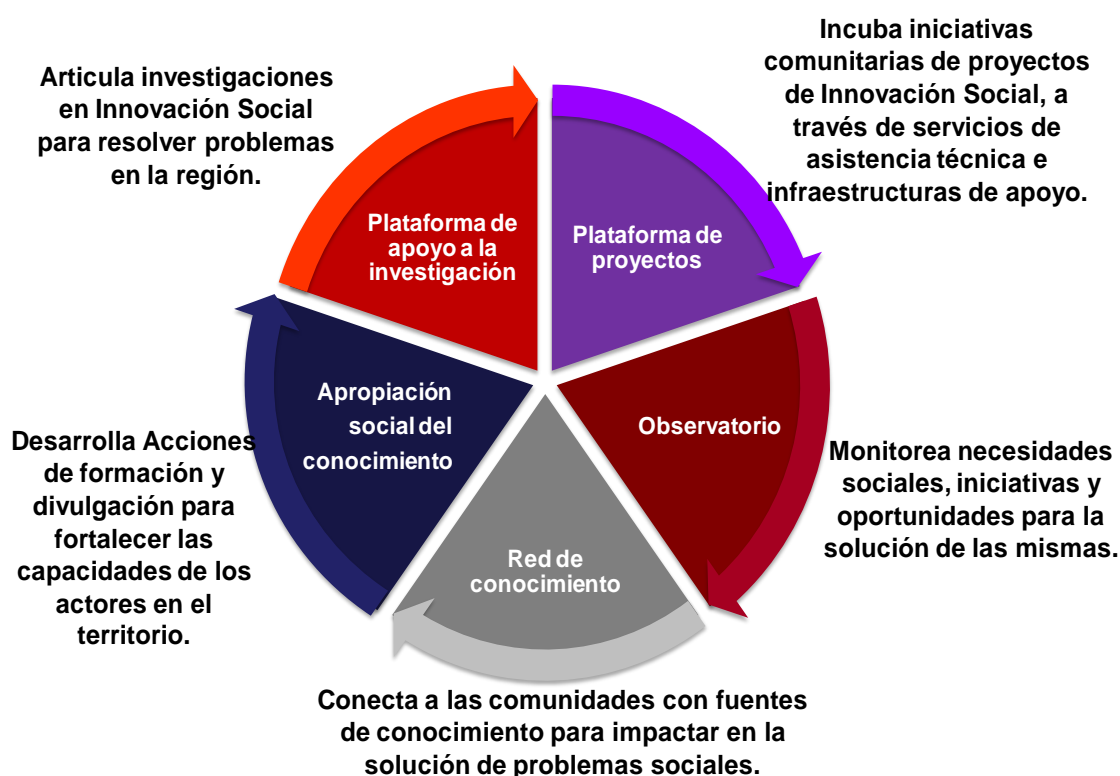 Incuba iniciativas
comunitarias de proyectos
de Innovación Social, a
través de servicios de
asistencia técnica e
infraestructuras de apoyo.
Articula investigaciones
en Innovación Social
para resolver problemas
en la región.
Plataforma de
apoyo a la
investigación
Plataforma de
proyectos
Apropiación
social del
conocimiento
Observatorio
Desarrolla Acciones
de formación y
divulgación para
fortalecer las
capacidades de los
actores en el
territorio.
Monitorea necesidades
sociales, iniciativas y
oportunidades para la
solución de las mismas.
Red de
conocimiento
Conecta a las comunidades con fuentes
de conocimiento para impactar en la
solución de problemas sociales.